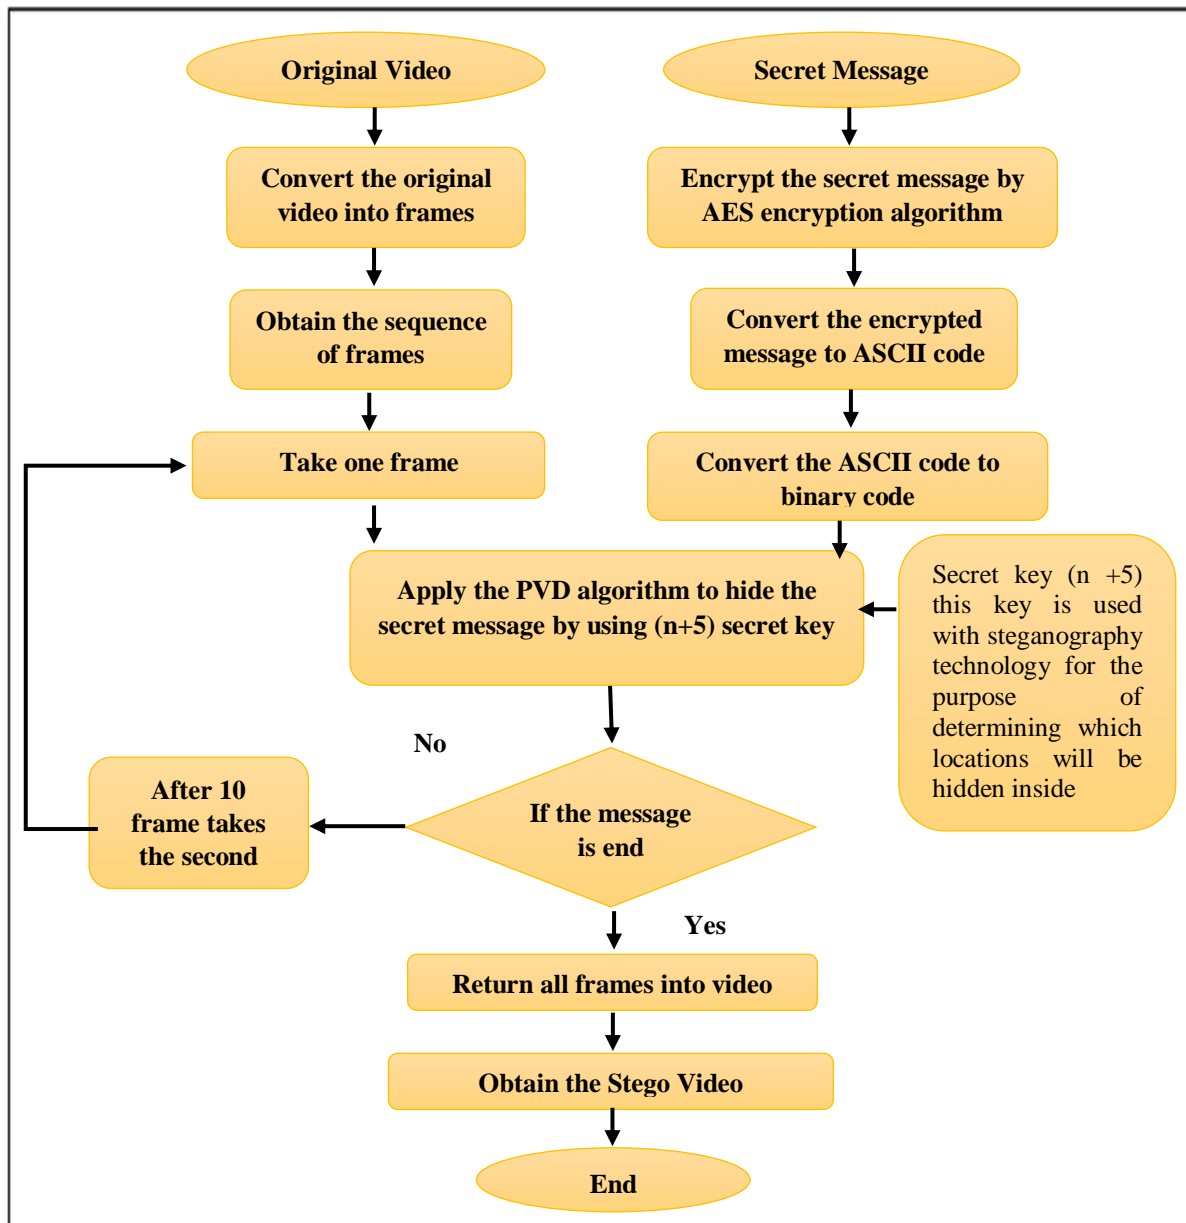 Original Video
Secret Message
Convert the original
video into frames
Encrypt the secret message by
AES encryption algorithm
Obtain the sequence
of frames
Convert the encrypted
message to ASCII code
Take one frame
Convert the ASCII code to
binary code
Apply the PVD algorithm to hide the
secret message by using (n+5) secret key
Secret key (n +5)
this key is used
with steganography
technology for the
purpose of
determining which
locations will be
hidden inside
No
After 10
frame takes
the second
If the message
is end
Yes
Return all frames into video
Obtain the Stego Video
End